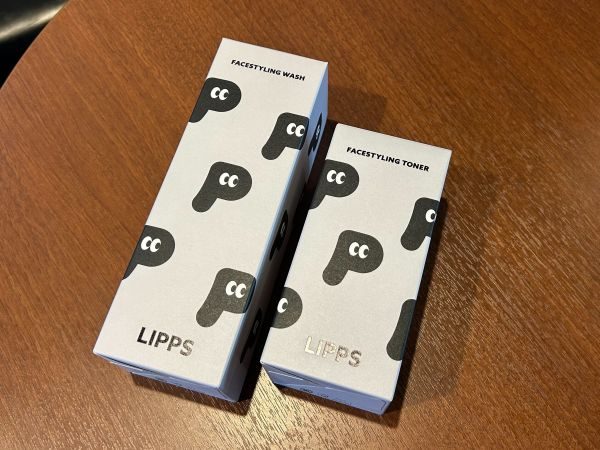 FACESTYLING WASH
LIPPS
FACESTYLING TONER
LIPPS